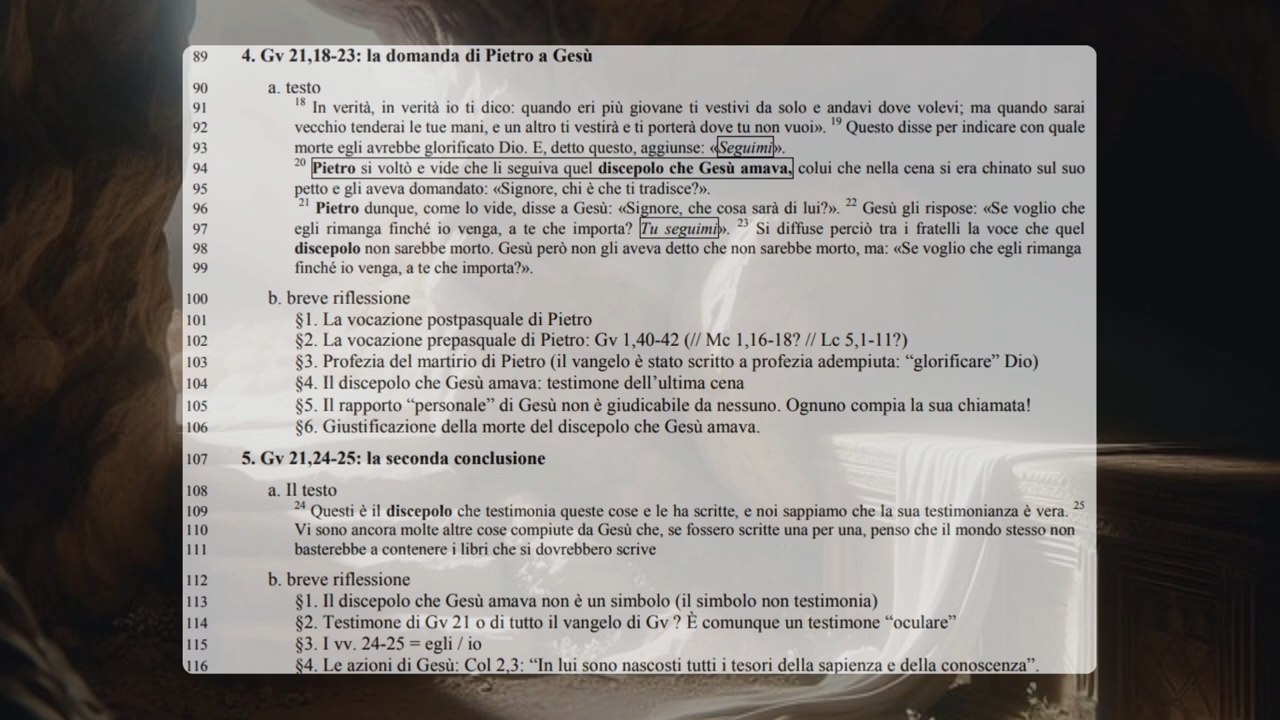 89 4. Gv 21,18-23: la domanda di Pietro a Gesù
90 a. testo
91 18 In verità, in verità io ti dico: quando eri più giovane ti vestivi da solo e andavi dove volevi; ma quando sarai
92 vecchio tenderai le tue mani, e un altro ti vestirà e ti porterà dove tu non vuoi». 19 Questo disse per indicare con quale
93 morte egli avrebbe glorificato Dio. E, detto questo, aggiunse: «Seguimi».
94 20 Pietro si voltò e vide che li seguiva quel discepolo che Gesù amava, colui che nella cena si era chinato sul suo
95 petto e gli aveva domandato: «Signore, chi è che ti tradisce?».
96 21 Pietro dunque, come lo vide, disse a Gesù: «Signore, che cosa sarà di lui?». 22 Gesù gli rispose: «Se voglio che
97 egli rimanga finché io venga, a te che importa? Tu seguimi». 23 Si diffuse perciò tra i fratelli la voce che quel
98 discepolo non sarebbe morto. Gesù però non gli aveva detto che non sarebbe morto, ma: «Se voglio che egli rimanga
99 finché io venga, a te che importa?».
100 b. breve riflessione
101 §1. La vocazione postpasquale di Pietro
102 §2. La vocazione prepasquale di Pietro: Gv 1,40-42 (// Mc 1,16-18? // Lc 5,1-11?)
103 §3. Profezia del martirio di Pietro (il vangelo è stato scritto a profezia adempiuta: “glorificare” Dio)
104 §4. Il discepolo che Gesù amava: testimone dell’ultima cena
105 §5. Il rapporto “personale” di Gesù non è giudicabile da nessuno. Ognuno compia la sua chiamata!
106 §6. Giustificazione della morte del discepolo che Gesù amava.
107 5. Gv 21,24-25: la seconda conclusione
108 a. Il testo
109 24 Questi è il discepolo che testimonia queste cose e le ha scritte, e noi sappiamo che la sua testimonianza è vera. 25
110 Vi sono ancora molte altre cose compiute da Gesù che, se fossero scritte una per una, penso che il mondo stesso non
111 basterebbe a contenere i libri che si dovrebbero scrive
112 b. breve riflessione
113 §1. Il discepolo che Gesù amava non è un simbolo (il simbolo non testimonia)
114 §2. Testimone di Gv 21 o di tutto il vangelo di Gv ? È comunque un testimone “oculare”
115 §3. I vv. 24-25 = egli / io
116 §4. Le azioni di Gesù: Col 2,3: “In lui sono nascosti tutti i tesori della sapienza e della conoscenza”.